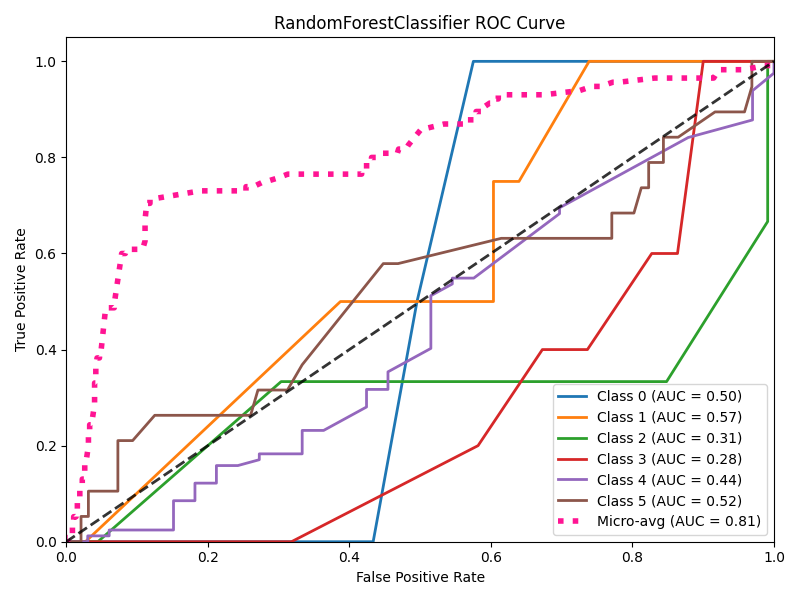 RandomForestClassifier ROC Curve
True Positive Rate
1.0
0.8
0.6
0.4
0.2
0.0
0.0 0.2 0.4 0.6 0.8 1.0
False Positive Rate
Class 0 (AUC = 0.50)
Class 1 (AUC = 0.57)
Class 2 (AUC = 0.31)
Class 3 (AUC = 0.28)
Class 4 (AUC = 0.44)
Class 5 (AUC = 0.52)
Micro-avg (AUC = 0.81)